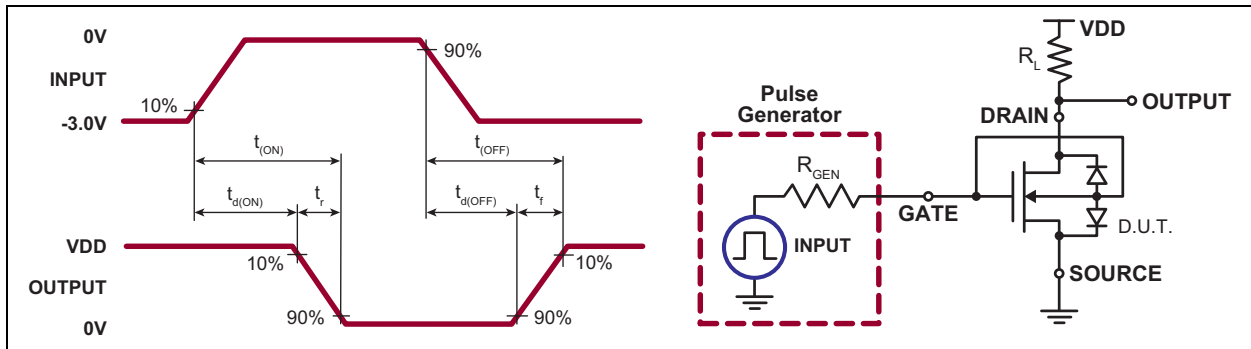 0V
INPUT
-3.0V
10%
90%
t(ON)
t(OFF)
td(ON)
tr
td(OFF)
tf
VDD
OUTPUT
0V
10%
90%
10%
90%
Pulse
Generator
RGEN
INPUT
GATE
VDD
RL
OUTPUT
DRAIN
D.U.T.
SOURCE